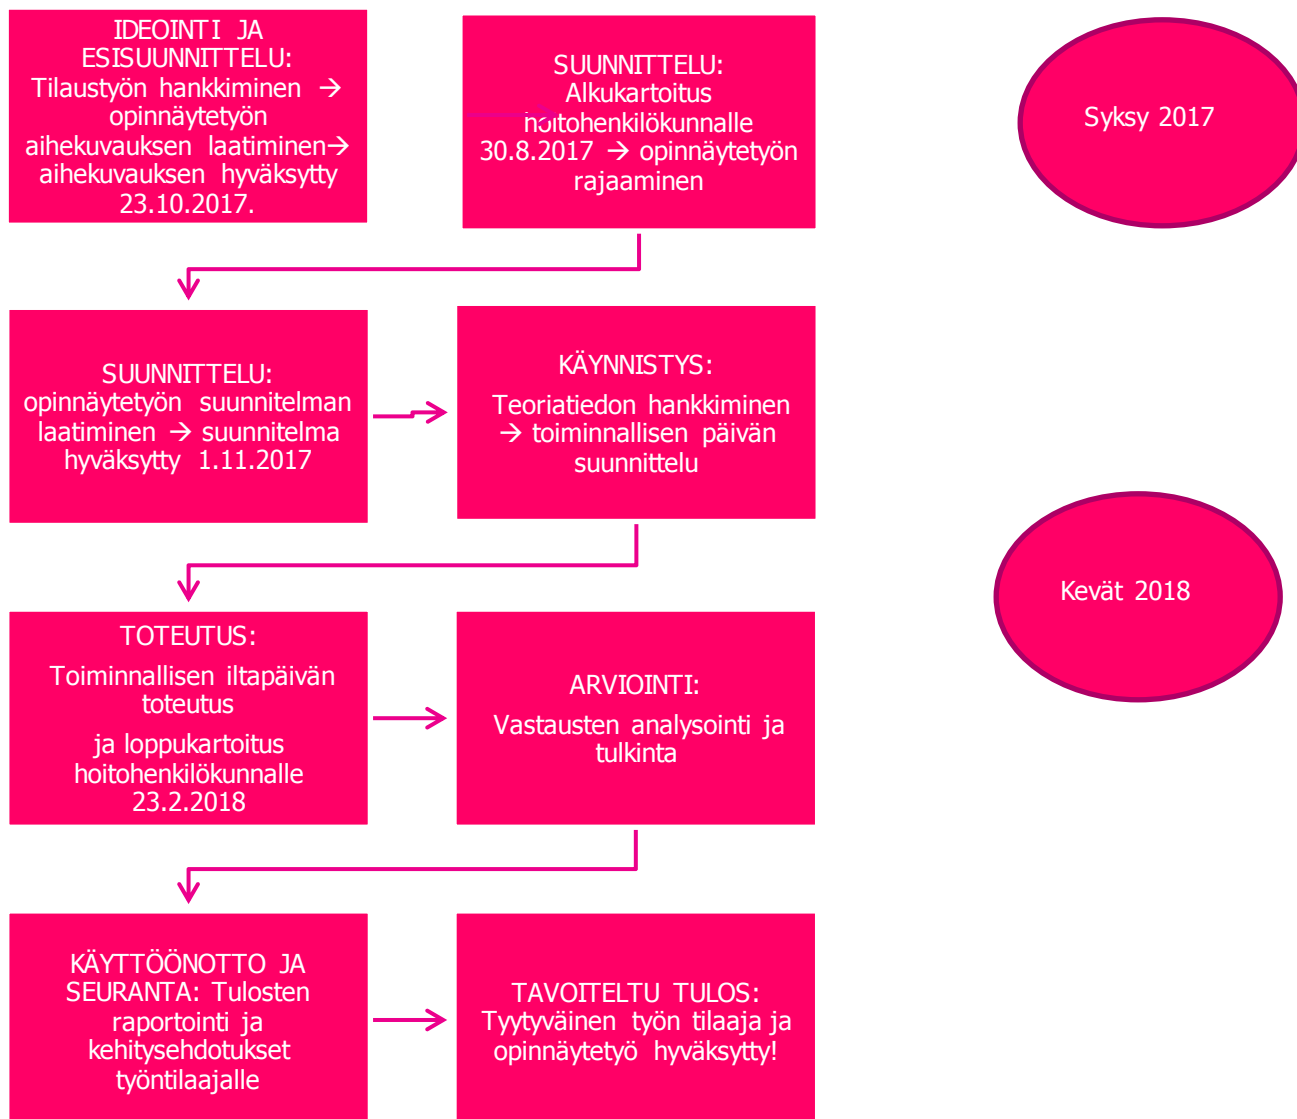 IDEOINTI JA
ESISUUNNITTELU:
Tilaustyön hankkiminen →
opinnäytetyön
aihekuvauksen laatiminen→
aihekuvauksen hyväksytty
23.10.2017.
SUUNNITTELU:
Alkukartoitus
hoitohenkilökunnalle
30.8.2017 → opinnäytetyön
rajaaminen
Syksy 2017
SUUNNITTELU:
opinnäytetyön suunnitelman
laatiminen → suunnitelma
hyväksytty 1.11.2017
KÄYNNISTYS:
Teoriatiedon hankkiminen
→ toiminnallisen päivän
suunnittelu
Kevät 2018
TOTEUTUS:
Toiminnallisen iltapäivän
toteutus
ja loppukartoitus
hoitohenkilökunnalle
23.2.2018
ARVIOINTI:
Vastausten analysointi ja
tulkinta
KÄYTTÖÖNOTTO JA
SEURANTA: Tulosten
raportointi ja
kehitysehdotukset
työntilaajalle
TAVOITELTU TULOS:
Tyytyväinen työn tilaaja ja
opinnäytetyö hyväksytty!